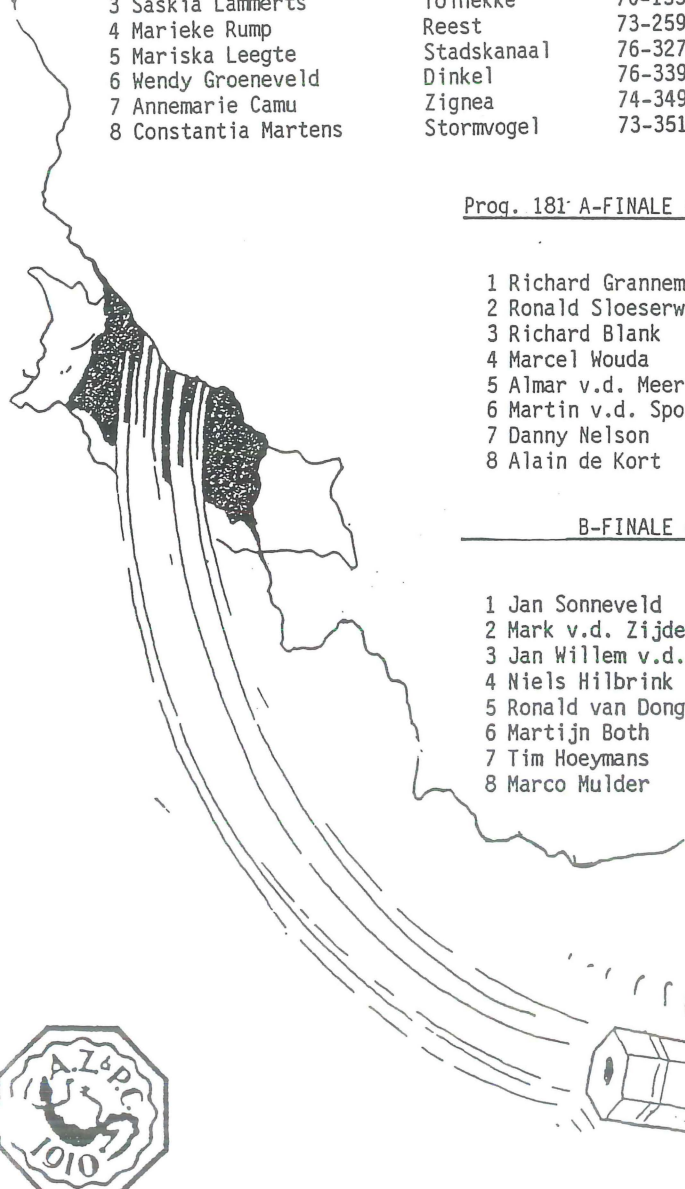 3 Saskia Lammerts
4 Marieke Rump Reest 73-259
5 Mariska Leegte Stadskanaal 76-327
6 Wendy Groeneveld Dinkel 76-339
7 Annemarie Camu Zignea 74-349
8 Constantia Martens Stormvogel 73-351
Prog. 181 A-FINALE
1 Richard Grannem
2 Ronald Sloeserw
3 Richard Blank
4 Marcel Wouda
5 Almar v.d. Meer
6 Martin v.d. Spo
7 Danny Nelson
8 Alain de Kort
B-FINALE
1 Jan Sonneveld
2 Mark v.d. Zijde
3 Jan Willem v.d.
4 Niels Hilbrink
5 Ronald van Dong
6 Martijn Both
7 Tim Hoeymans
8 Marco Mulder
A.Z&P.C.
1910